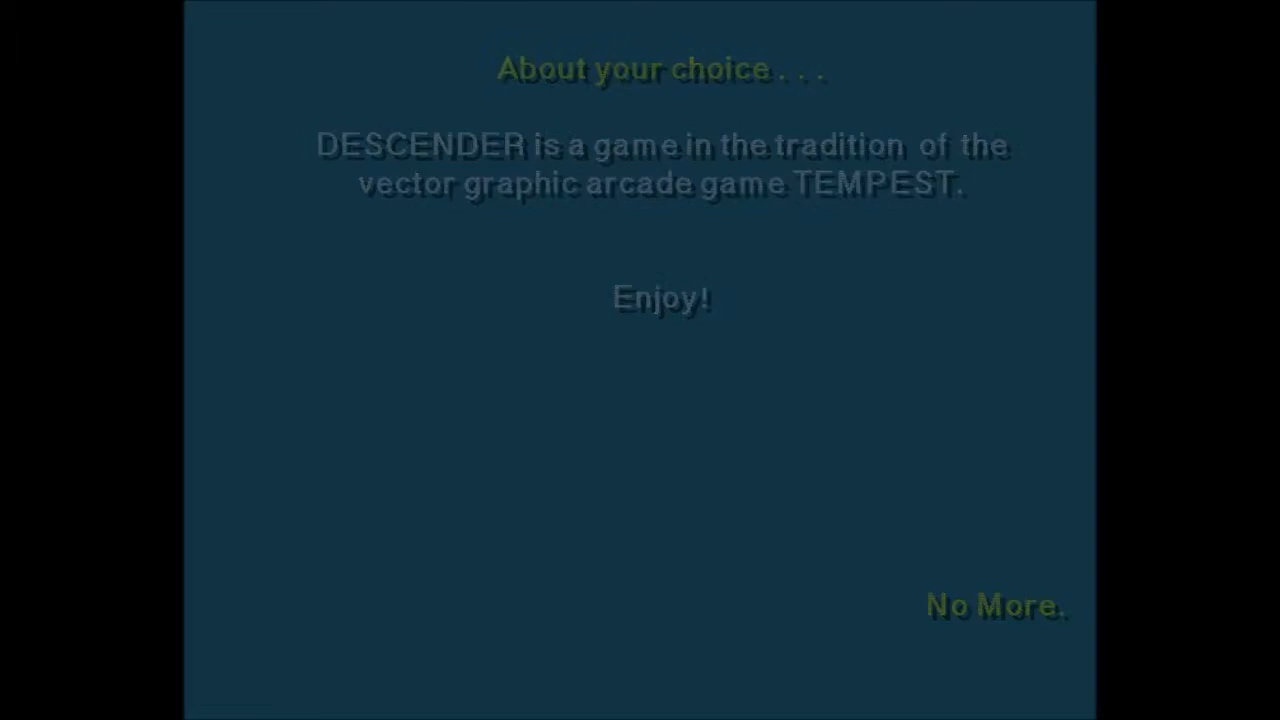 About your choice . . .
DESCENDER is a game in the tradition of the
vector graphic arcade game TEMPEST.
Enjoy!
No More.